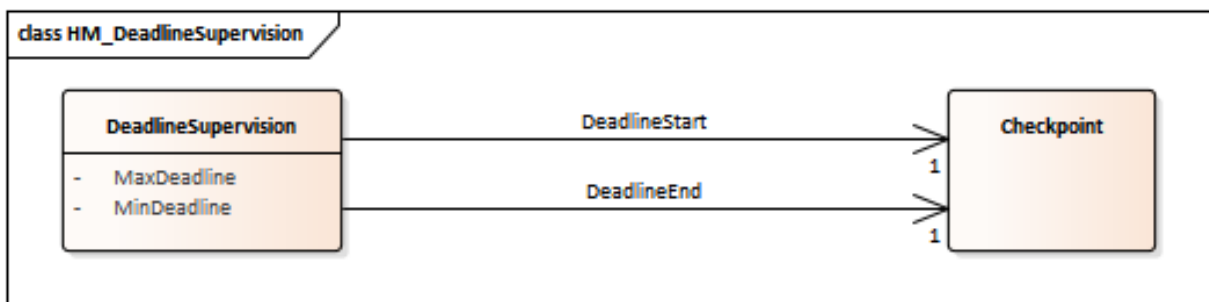 class HM_DeadlineSupervision
DeadlineSupervision
- MaxDeadline
- MinDeadline
DeadlineStart
1
DeadlineEnd
1
Checkpoint